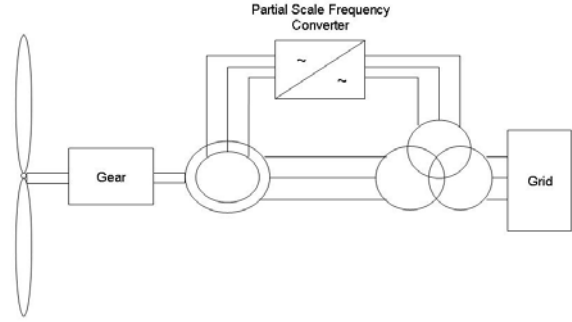 Partial Scale Frequency
Converter
~
~
Gear
Grid